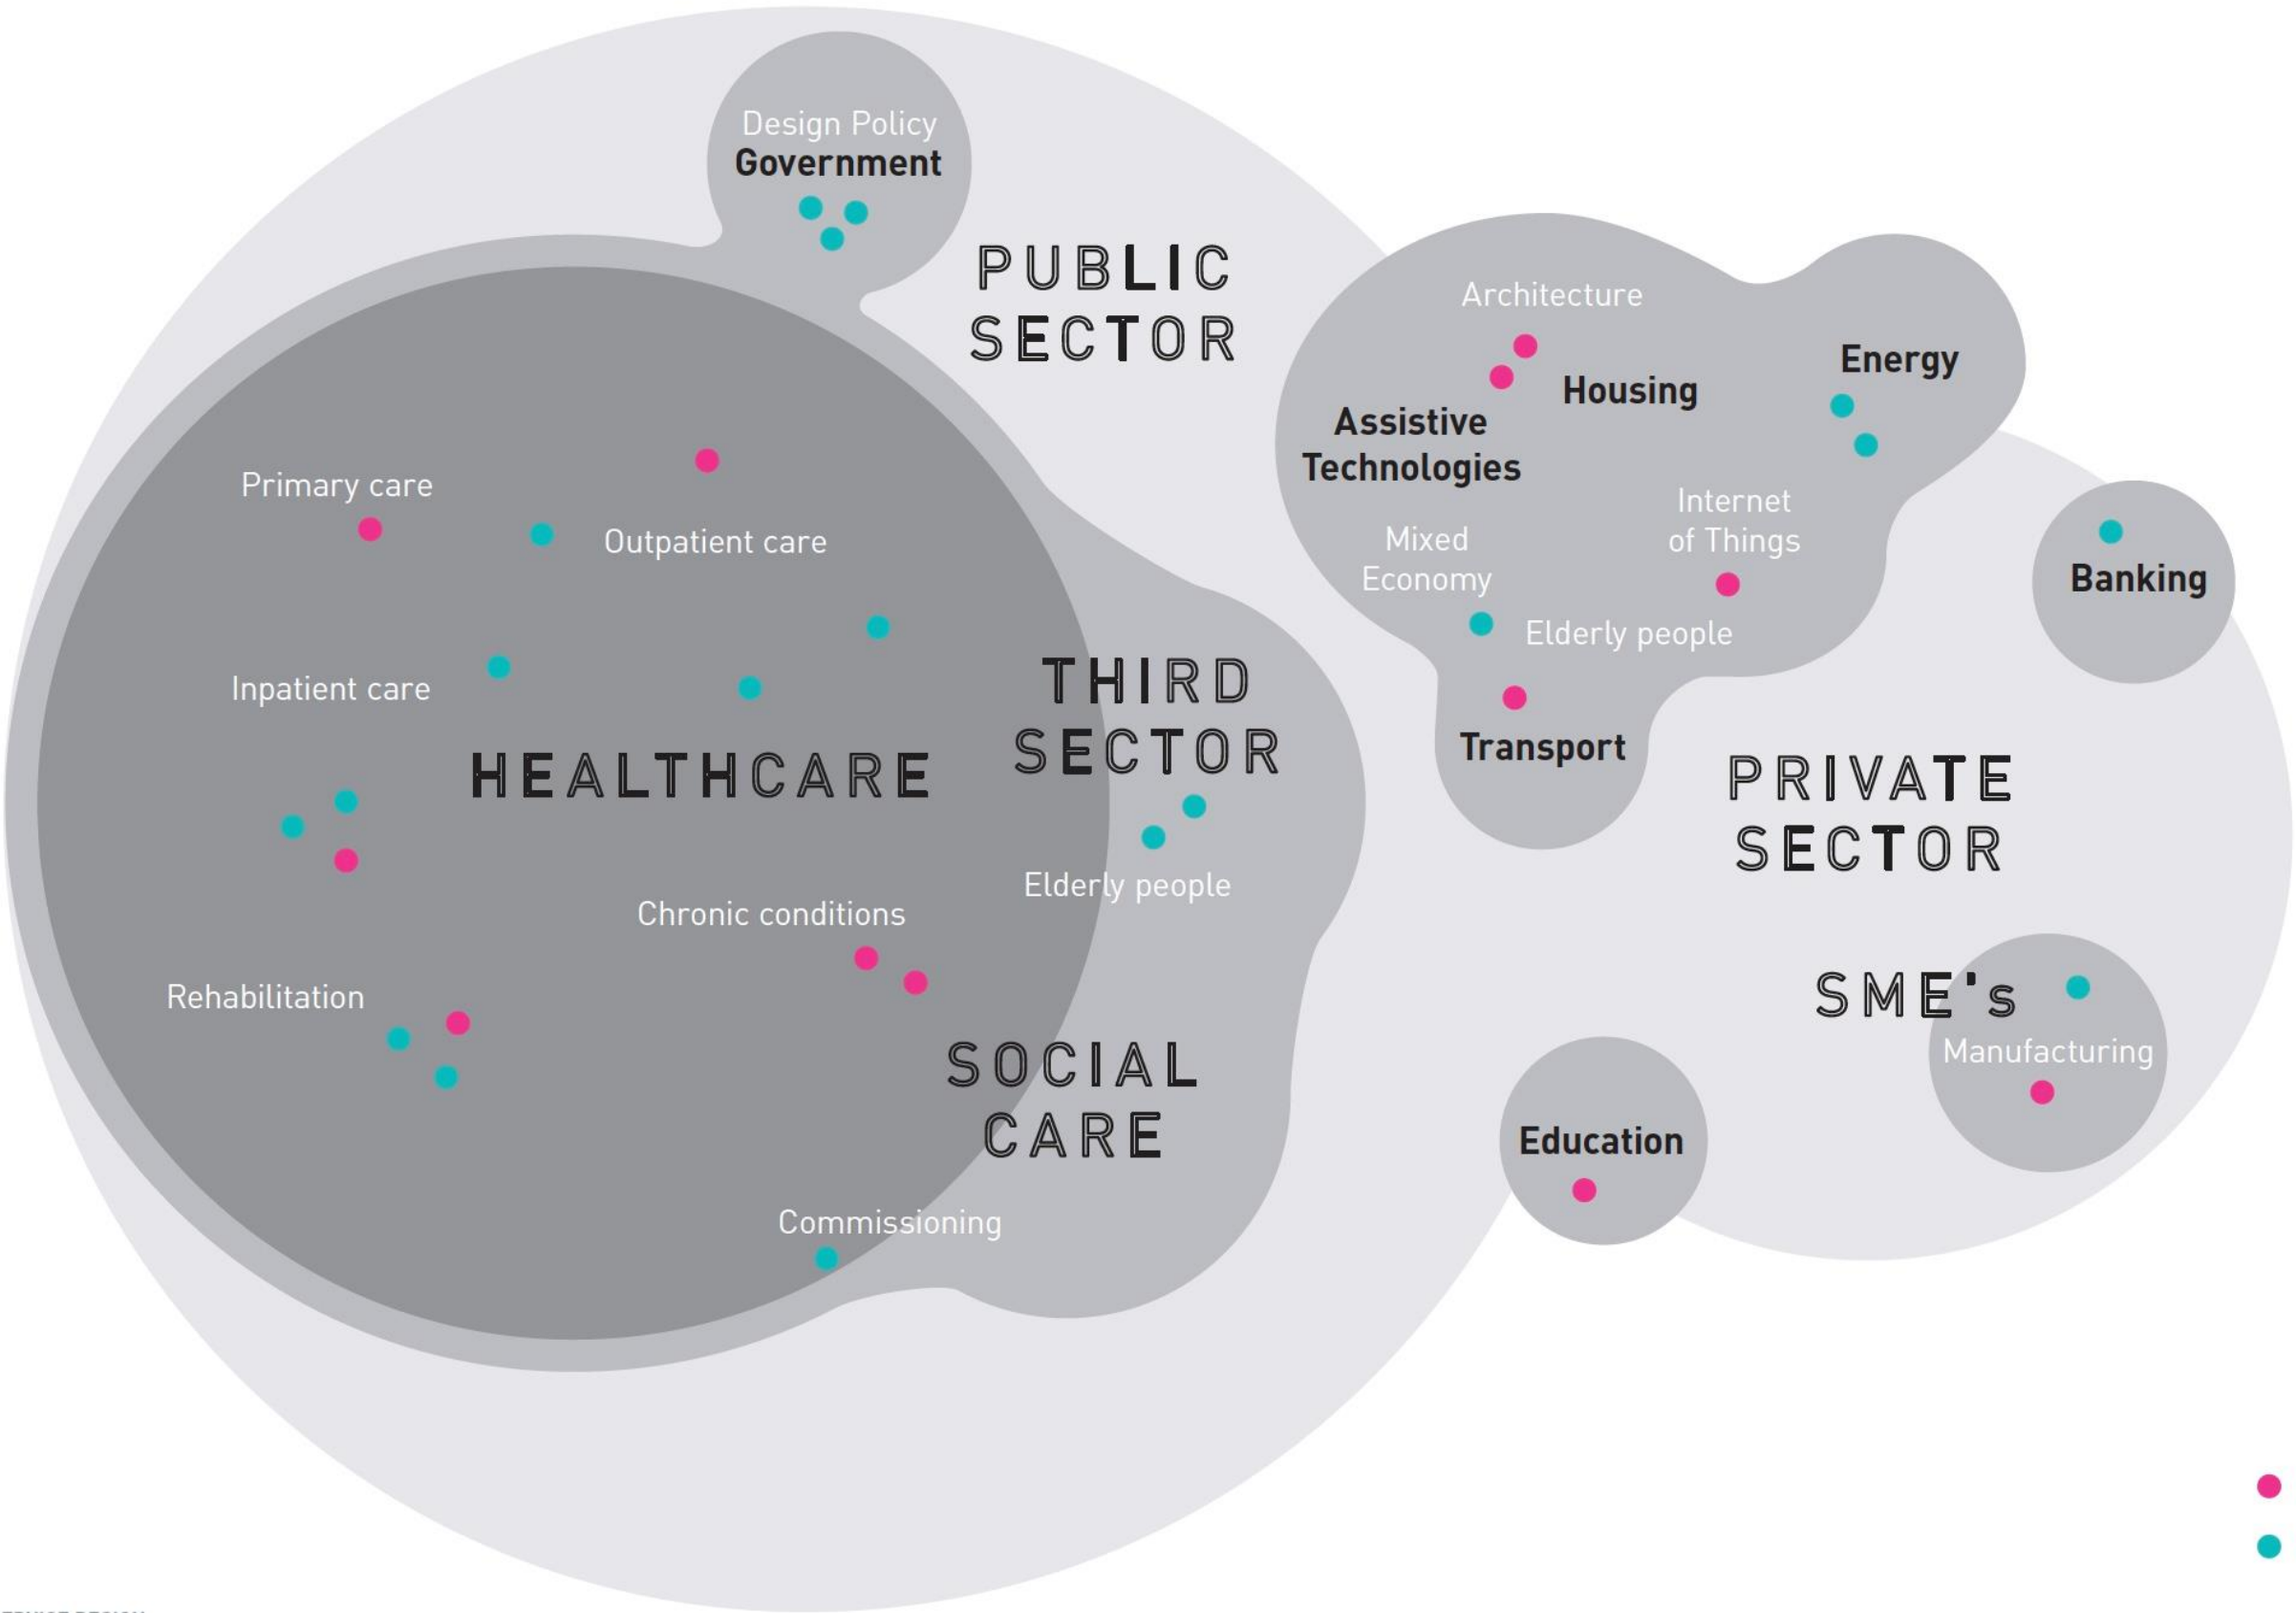 Design Policy
Government
PUBLIC
SECTOR
Architecture
Housing
Energy
Assistive
Technologies
Internet
of Things
Mixed
Economy
Elderly people
Transport
Banking
Primary care
Outpatient care
Inpatient care
HEALTHCARE
THIRD
SECTOR
Elderly people
Chronic conditions
Rehabilitation
SOCIAL
CARE
Commissioning
PRIVATE
SECTOR
SME's
Manufacturing
Education